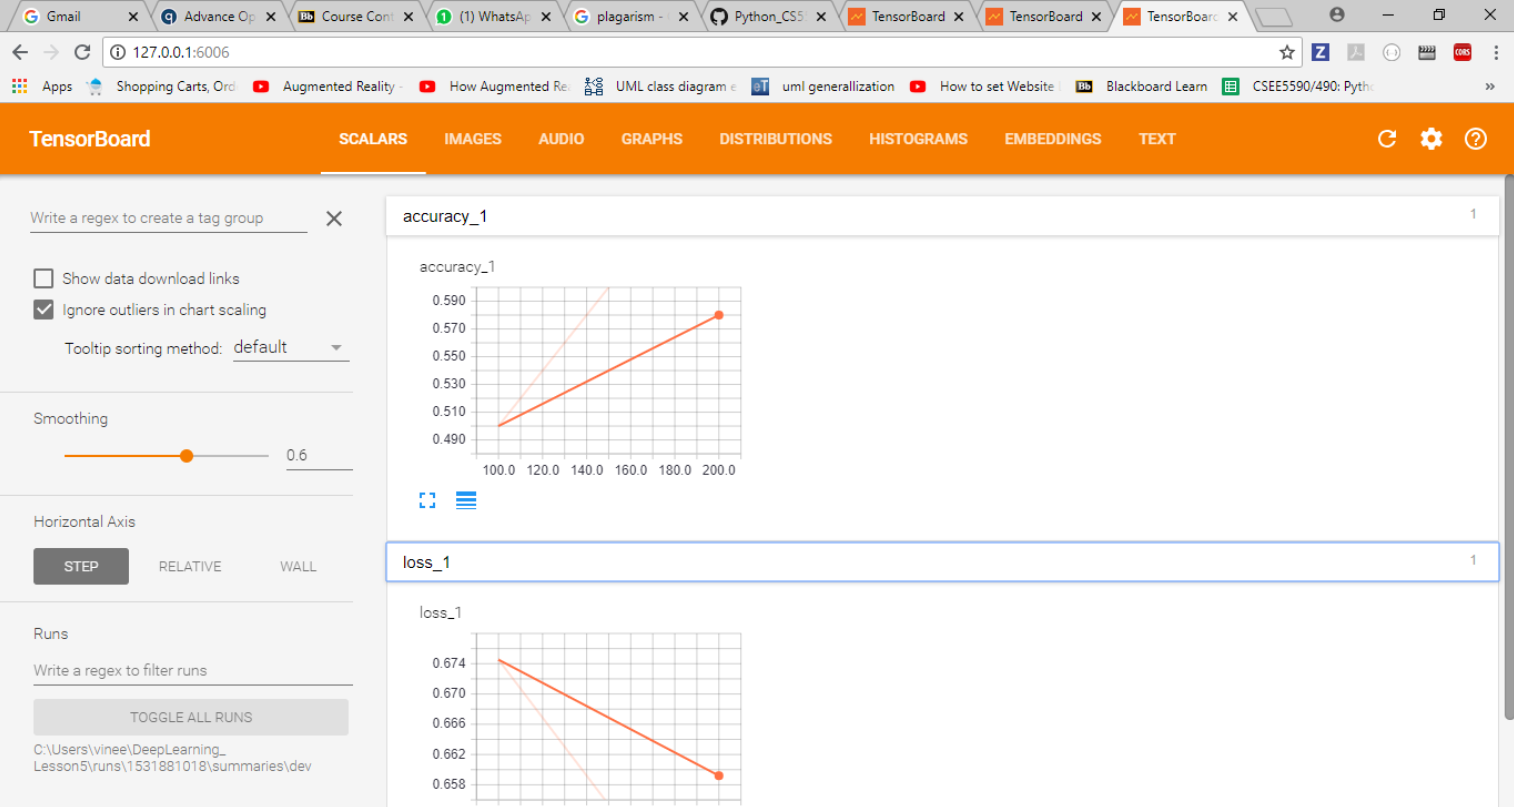 Gmail
Advance Op
Bb Course Cont
(1) WhatsAp
plagarism -
Python_CS5
TensorBoard
TensorBoard
TensorBoard
127.0.0.1:6006
Z
CORS
Apps
Shopping Carts, Ord
Augmented Reality -
How Augmented Re
UML class diagram e
eT uml generallization
How to set Website
Bb Blackboard Learn
CSEE5590/490: Pyth
»
TensorBoard
SCALARS
IMAGES
AUDIO
GRAPHS
DISTRIBUTIONS
HISTOGRAMS
EMBEDDINGS
TEXT
Write a regex to create a tag group
Show data download links
Ignore outliers in chart scaling
Tooltip sorting method: default
Smoothing
0.6
Horizontal Axis
STEP
RELATIVE
WALL
Runs
Write a regex to filter runs
TOGGLE ALL RUNS
C:\Users\vinee\DeepLearning_
Lesson5\runs\1531881018\summaries\dev
accuracy_1
1
accuracy_1
0.590
0.570
0.550
0.530
0.510
0.490
100.0 120.0 140.0 160.0 180.0 200.0
loss_1
1
loss_1
0.674
0.670
0.666
0.662
0.658